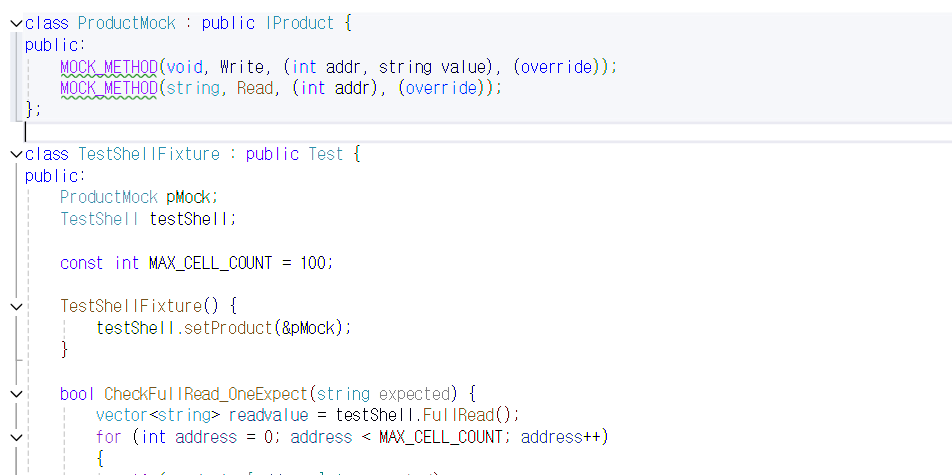 class ProductMock : public IProduct {
public:
MOCK_METHOD(void, Write, (int addr, string value), (override));
MOCK_METHOD(string, Read, (int addr), (override));
};
class TestShellFixture : public Test {
public:
ProductMock pMock;
TestShell testShell;
const int MAX_CELL_COUNT = 100;
TestShellFixture() {
testShell.setProduct(&pMock);
}
bool CheckFullRead_OneExpect(string expected) {
vector<string> readvalue = testShell.FullRead();
for (int address = 0; address < MAX_CELL_COUNT; address++)
{